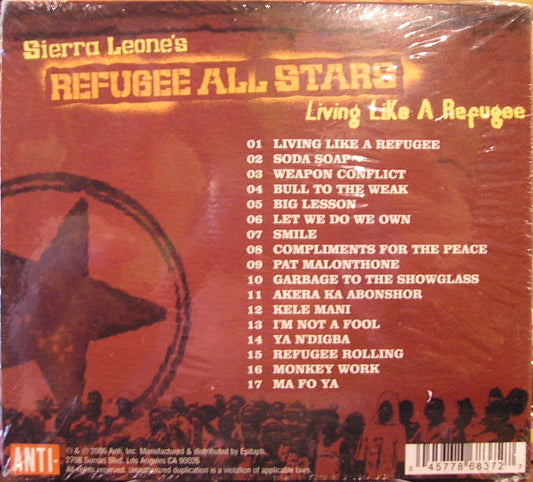 Sierra Leone's
REFUGEE ALL STARS
Living Like A Refugee
01 LIVING LIKE A REFUGEE
02 SODA SOAP
03 WEAPON CONFLICT
04 BULL TO THE WEAK
05 BIG LESSON
06 LET WE DO WE OWN
07 SMILE
08 COMPLIMENTS FOR THE PEACE
09 PAT MALONTHONE
10 GARBAGE TO THE SHOWGLASS
11 AKERA KA ABONSHOR
12 KELE MANI
13 I'M NOT A FOOL
14 YA N'DIGBA
15 REFUGEE ROLLING
16 MONKEY WORK
17 MA FO YA
ANTI-
℗ & © 2006 Anti, Inc. Manufactured & distributed by Epitaph.
2798 Sunset Blvd. Los Angeles CA 90026
All rights reserved. Unauthorized duplication is a violation of applicable laws.
0 45778 68372 7